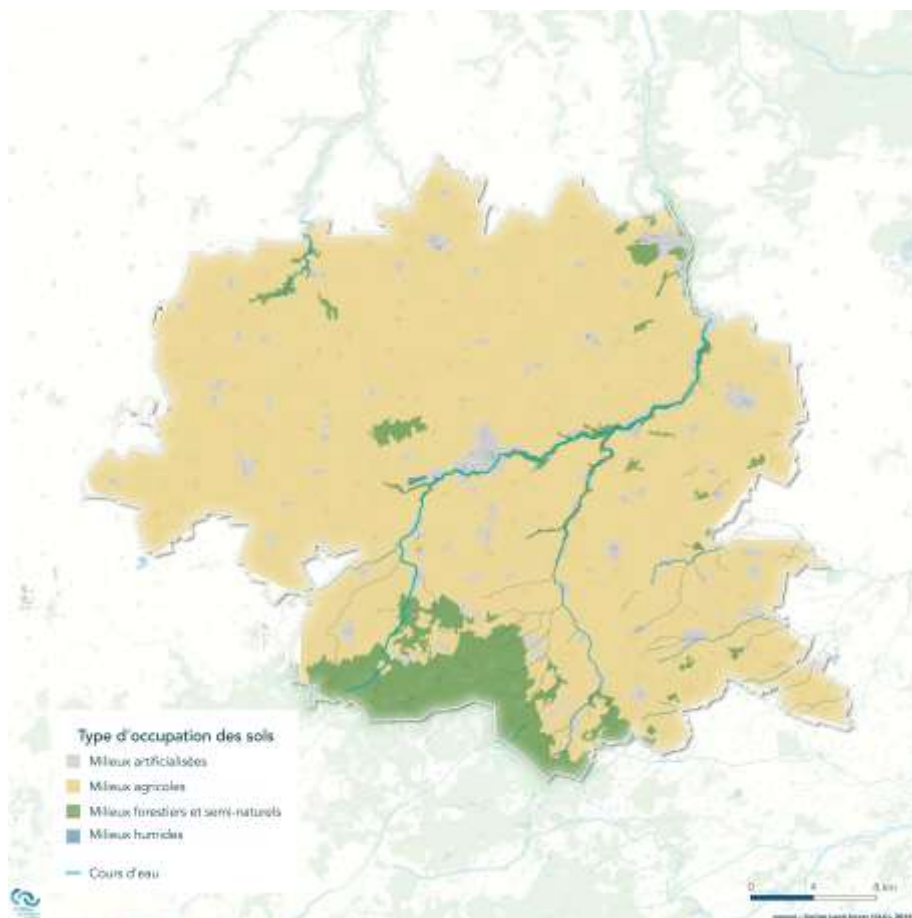 Type d'occupation des sols
Milieux artificialisées
Milieux agricoles
Milieux forestiers et semi-naturels
Milieux humides
Cours d'eau
0 4 8 km